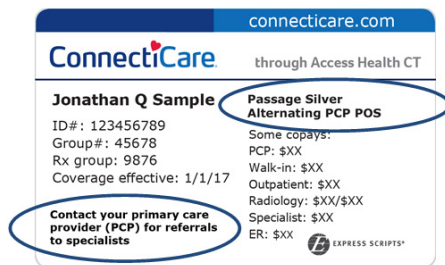 connecticare.com
ConnectiCare
through Access Health CT
Jonathan Q Sample
ID#: 123456789
Group#: 45678
Rx group: 9876
Coverage effective: 1/1/17
Contact your primary care
provider (PCP) for referrals
to specialists
Passage Silver
Alternating PCP POS
Some copays:
PCP: $XX
Walk-in: $XX
Outpatient: $XX
Radiology: $XX/$XX
Specialist: $XX
ER: $XX
EXPRESS SCRIPTS®